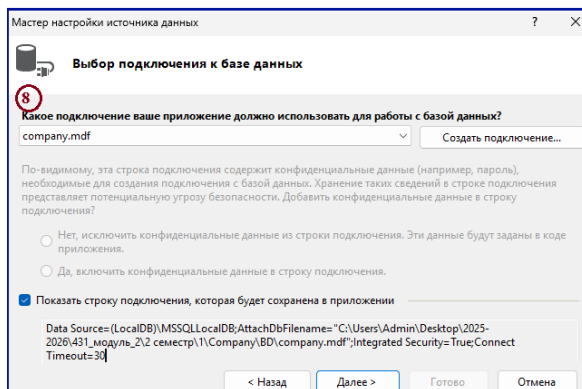 Мастер настройки источника данных
Выбор подключения к базе данных
8
Какое подключение ваше приложение должно использовать для работы с базой данных?
company.mdf
Создать подключение...
По-видимому, эта строка подключения содержит конфиденциальные данные (например, пароль),
необходимые для создания подключения с базой данных. Хранение таких сведений в строке подключения
представляет потенциальную угрозу безопасности. Добавить конфиденциальные данные в строку
подключения?
Нет, исключить конфиденциальные данные из строки подключения. Эти данные будут заданы в коде
приложения.
Да, включить конфиденциальные данные в строку подключения.
Показать строку подключения, которая будет сохранена в приложении
Data Source=(LocalDB)\MSSQLLocalDB;AttachDbFilename="C:\Users\Admin\Desktop\2025-
2026\431_модуль_2\2 семестр\1\Company\BD\company.mdf";Integrated Security=True;Connect
Timeout=30
< Назад
Далее >
Готово
Отмена